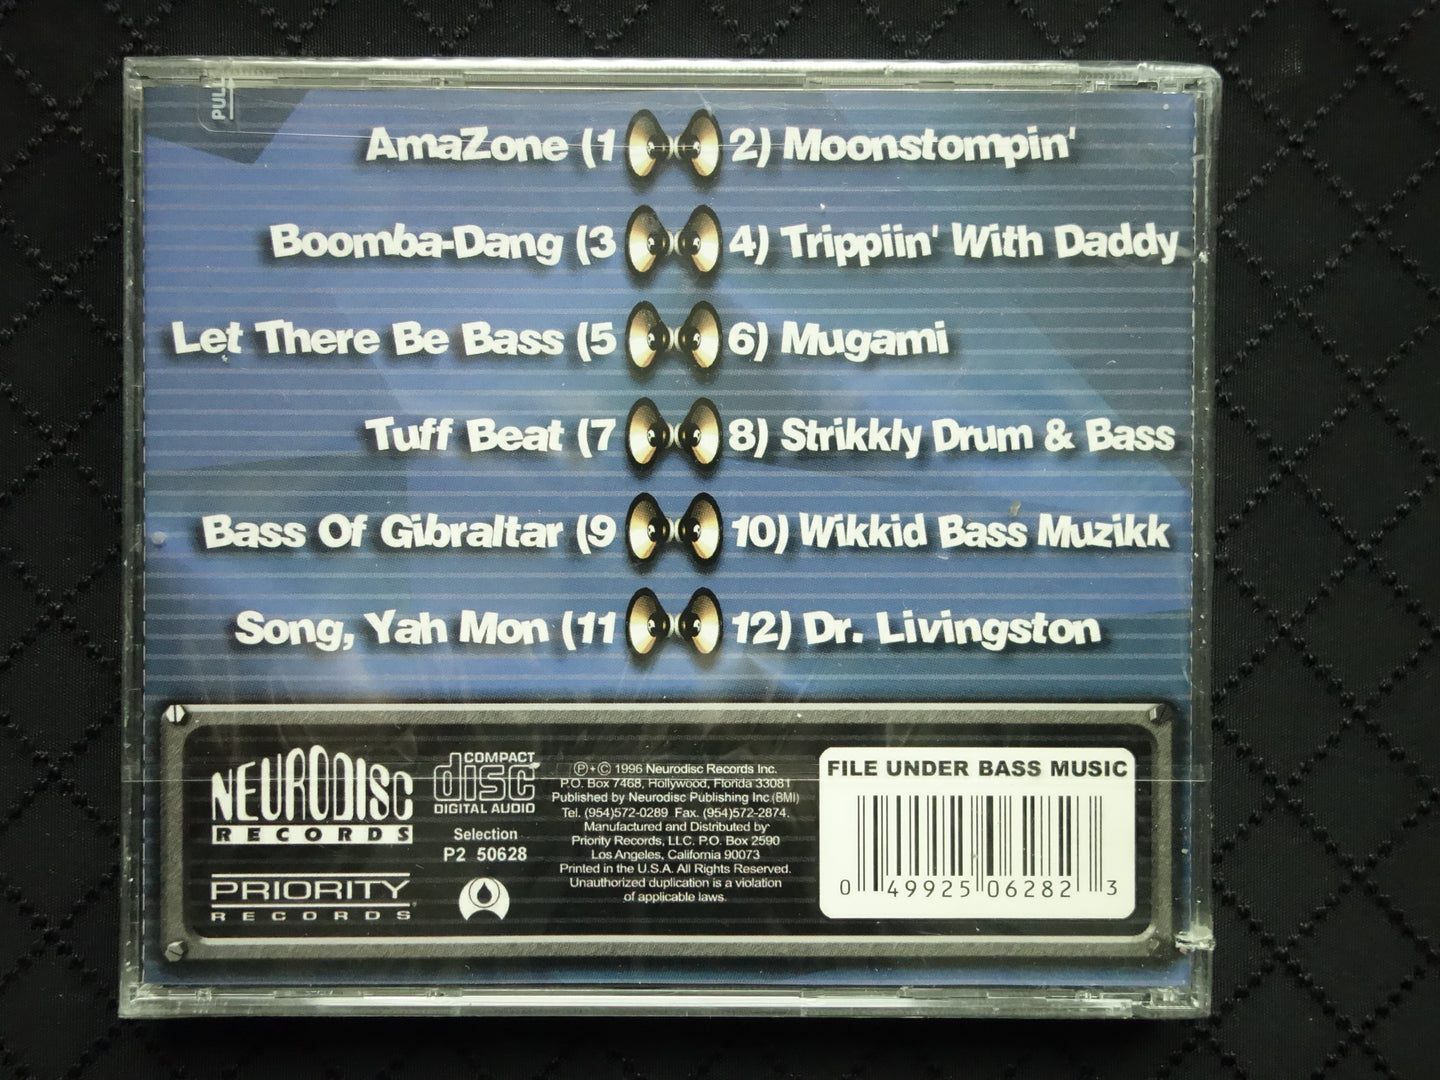 PULL
AmaZone (1 2) Moonstompin'
Boomba-Dang (3 4) Trippiin' With Daddy
Let There Be Bass (5 6) Mugami
Tuff Beat (7 8) Strikkly Drum & Bass
Bass Of Gibraltar (9 10) Wikkid Bass Muzikk
Song, Yah Mon (11 12) Dr. Livingston
NEURODISC
RECORDS
PRIORITY
RECORDS
COMPACT
disc
DIGITAL AUDIO
Selection
P2 50628
℗+© 1996 Neurodisc Records Inc.
P.O. Box 7468, Hollywood, Florida 33081
Published by Neurodisc Publishing Inc (BMI)
Tel. (954)572-0289 Fax. (954)572-2874.
Manufactured and Distributed by
Priority Records, LLC. P.O. Box 2590
Los Angeles, California 90073
Printed in the U.S.A. All Rights Reserved.
Unauthorized duplication is a violation
of applicable laws.
FILE UNDER BASS MUSIC
0 49925 06282 3